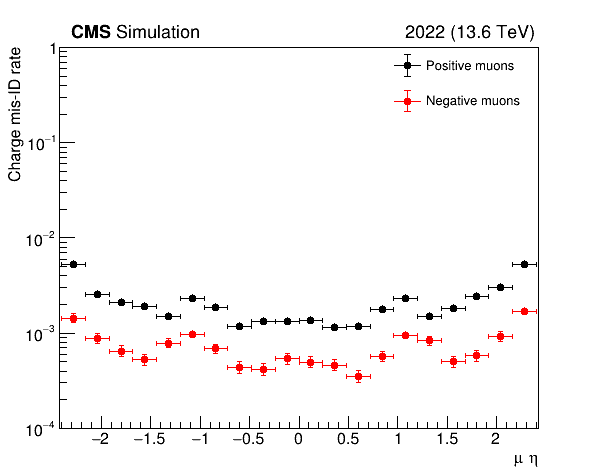 CMS Simulation 2022 (13.6 TeV)
Charge mis-ID rate
1
10⁻¹
10⁻²
10⁻³
10⁻⁴
Positive muons
Negative muons
−2 −1.5 −1 −0.5 0 0.5 1 1.5 2
μ η